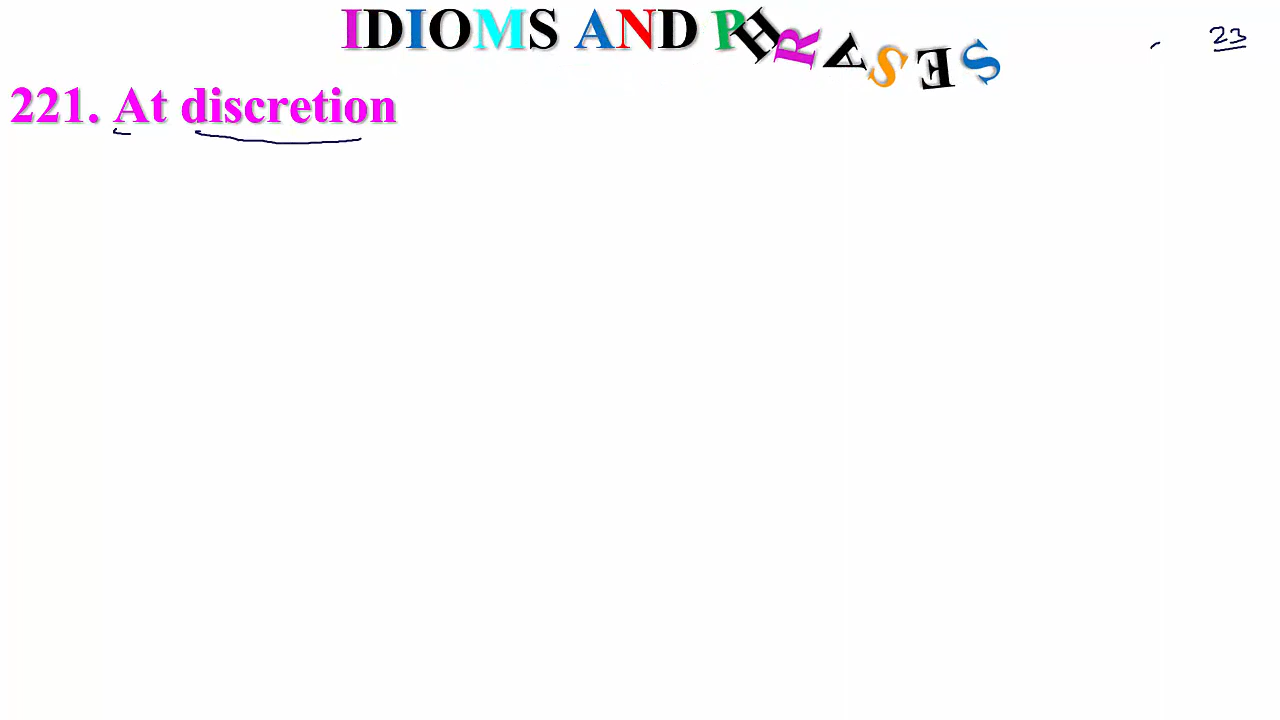 IDIOMS AND PHRASES
23
221. At discretion